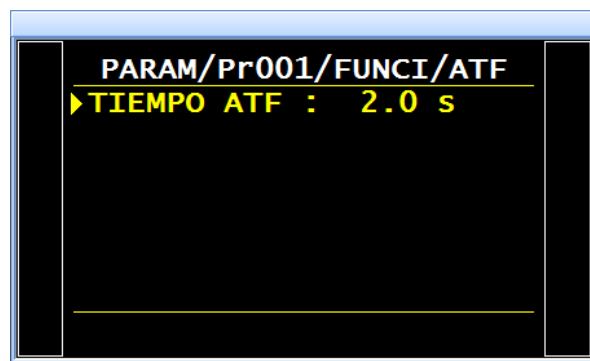 PARAM/Pr001/FUNCI/ATF
TIEMPO ATF : 2.0 s